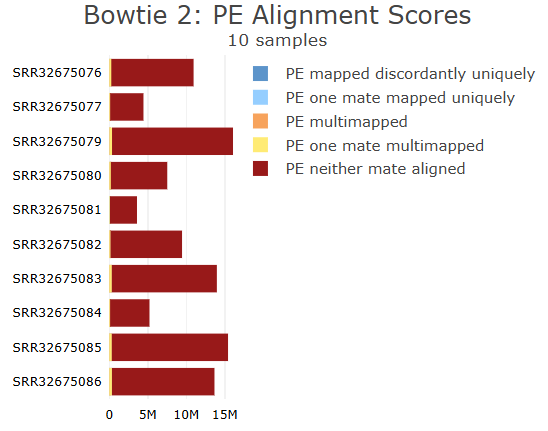 Bowtie 2: PE Alignment Scores
10 samples
SRR32675076
SRR32675077
SRR32675079
SRR32675080
SRR32675081
SRR32675082
SRR32675083
SRR32675084
SRR32675085
SRR32675086
0 5M 10M 15M
PE mapped discordantly uniquely
PE one mate mapped uniquely
PE multimapped
PE one mate multimapped
PE neither mate aligned